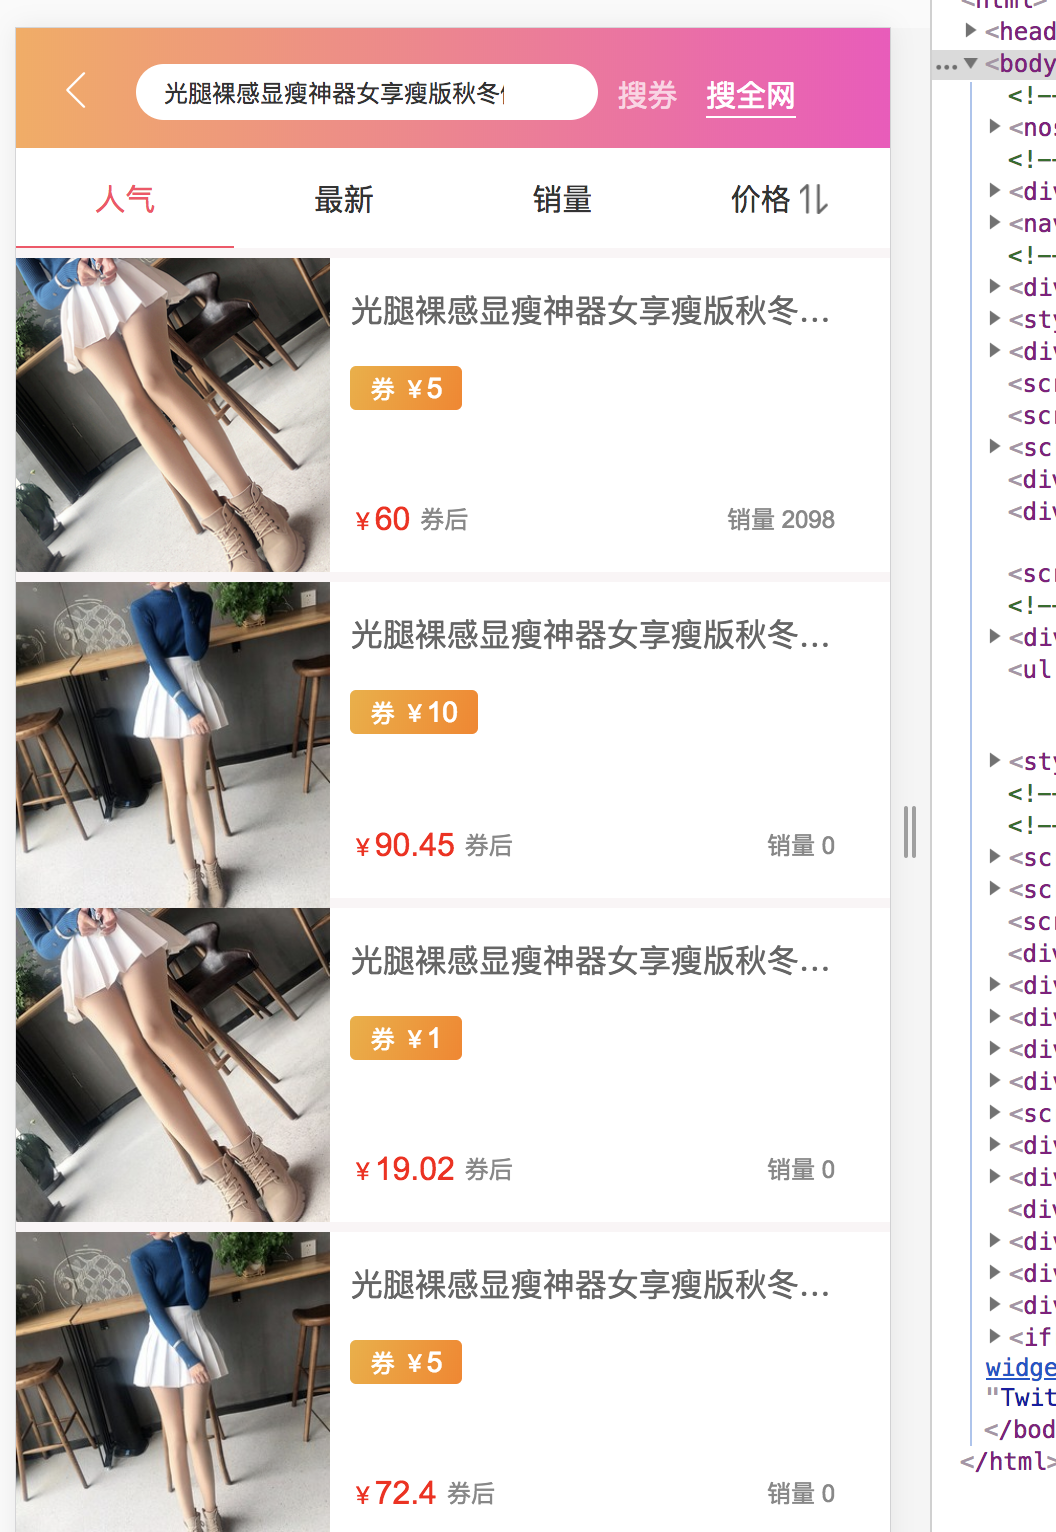 光腿裸感显瘦神器女享瘦版秋冬
搜券
搜全网
人气
最新
销量
价格
光腿裸感显瘦神器女享瘦版秋冬...
券 ¥5
¥60 券后
销量 2098
光腿裸感显瘦神器女享瘦版秋冬...
券 ¥10
¥90.45 券后
销量 0
光腿裸感显瘦神器女享瘦版秋冬...
券 ¥1
¥19.02 券后
销量 0
光腿裸感显瘦神器女享瘦版秋冬...
券 ¥5
¥72.4 券后
销量 0
<html>
<head
<body
<!--
<nos
<!--
<div
<nav
<!--
<div
<sty
<div
<scr
<scr
<sc
<div
<div
<scr
<!--
<div
<ul
<sty
<!--
<!--
<sc
<sc
<scr
<div
<div
<div
<div
<div
<sc
<div
<div
<div
<div
<div
<div
<if
widge
"Twit
</bod
</html>